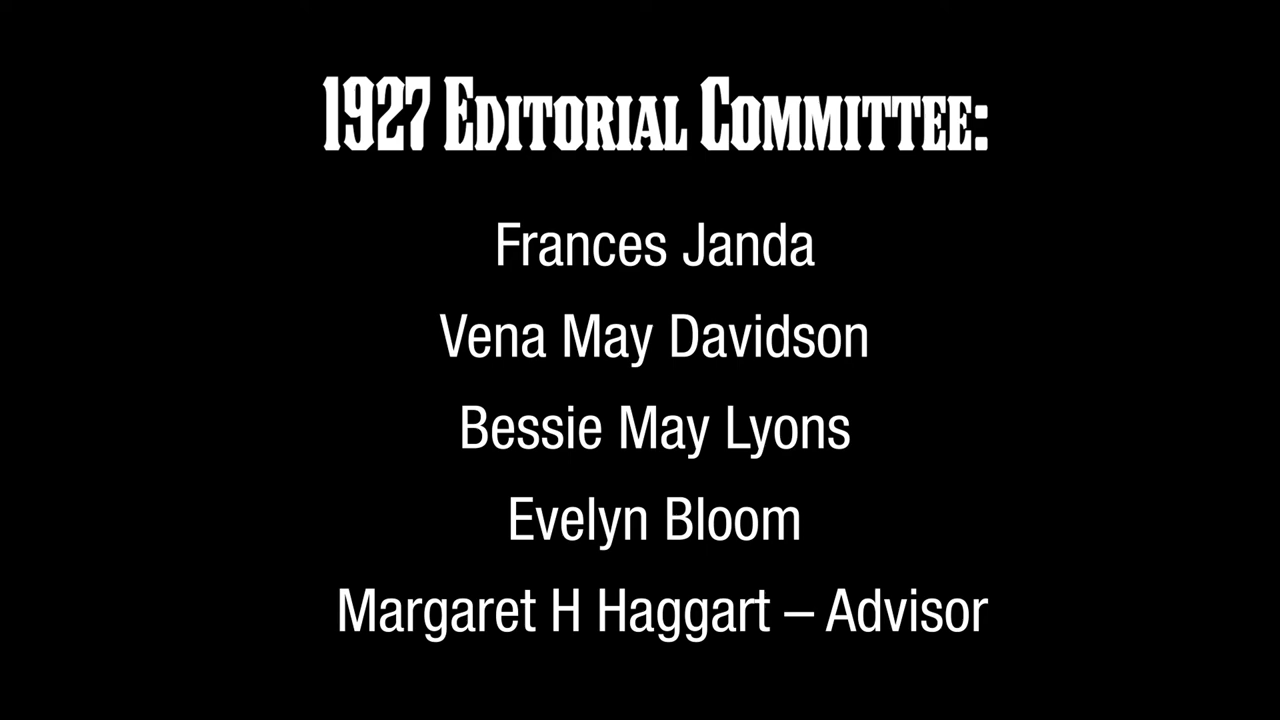 1927 Editorial Committee:
Frances Janda
Vena May Davidson
Bessie May Lyons
Evelyn Bloom
Margaret H Haggart – Advisor